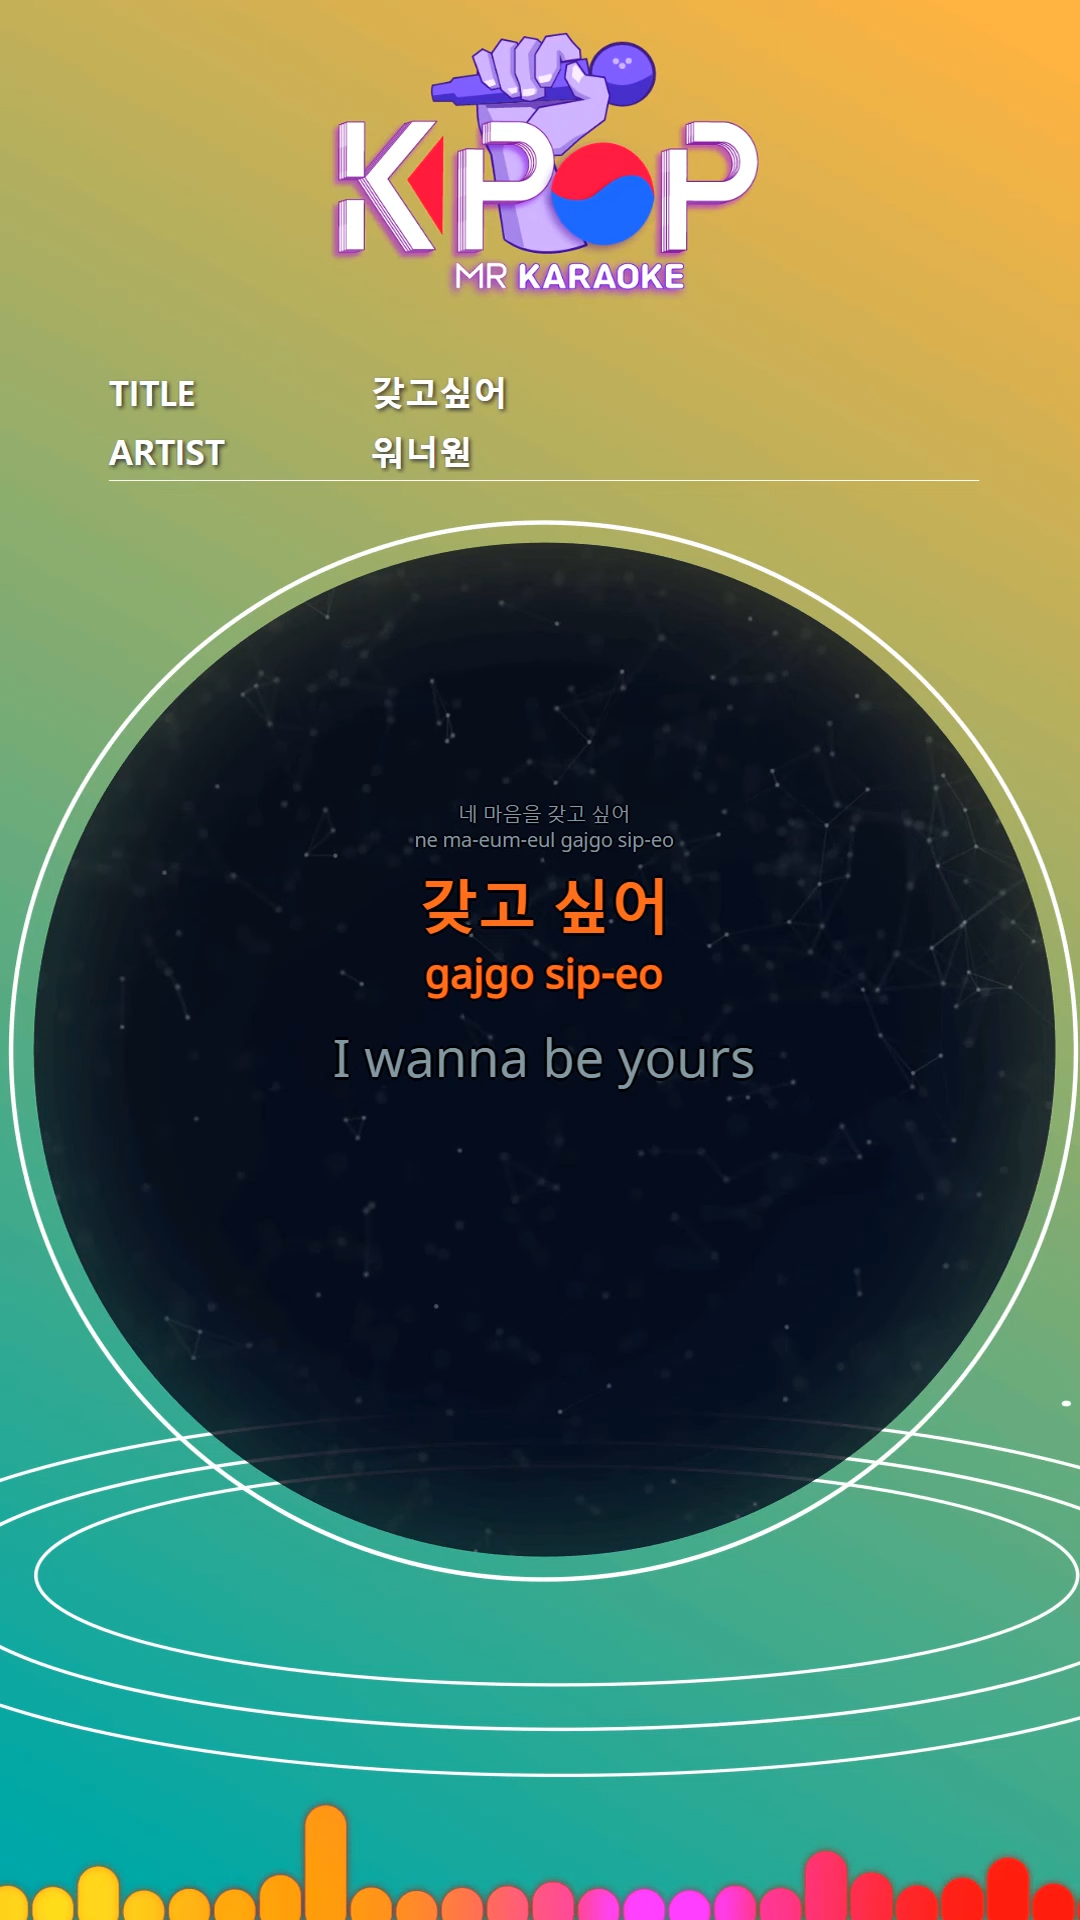 KPOP
MR KARAOKE
TITLE 갖고싶어
ARTIST 워너원
네 마음을 갖고 싶어
ne ma-eum-eul gajgo sip-eo
갖고 싶어
gajgo sip-eo
I wanna be yours